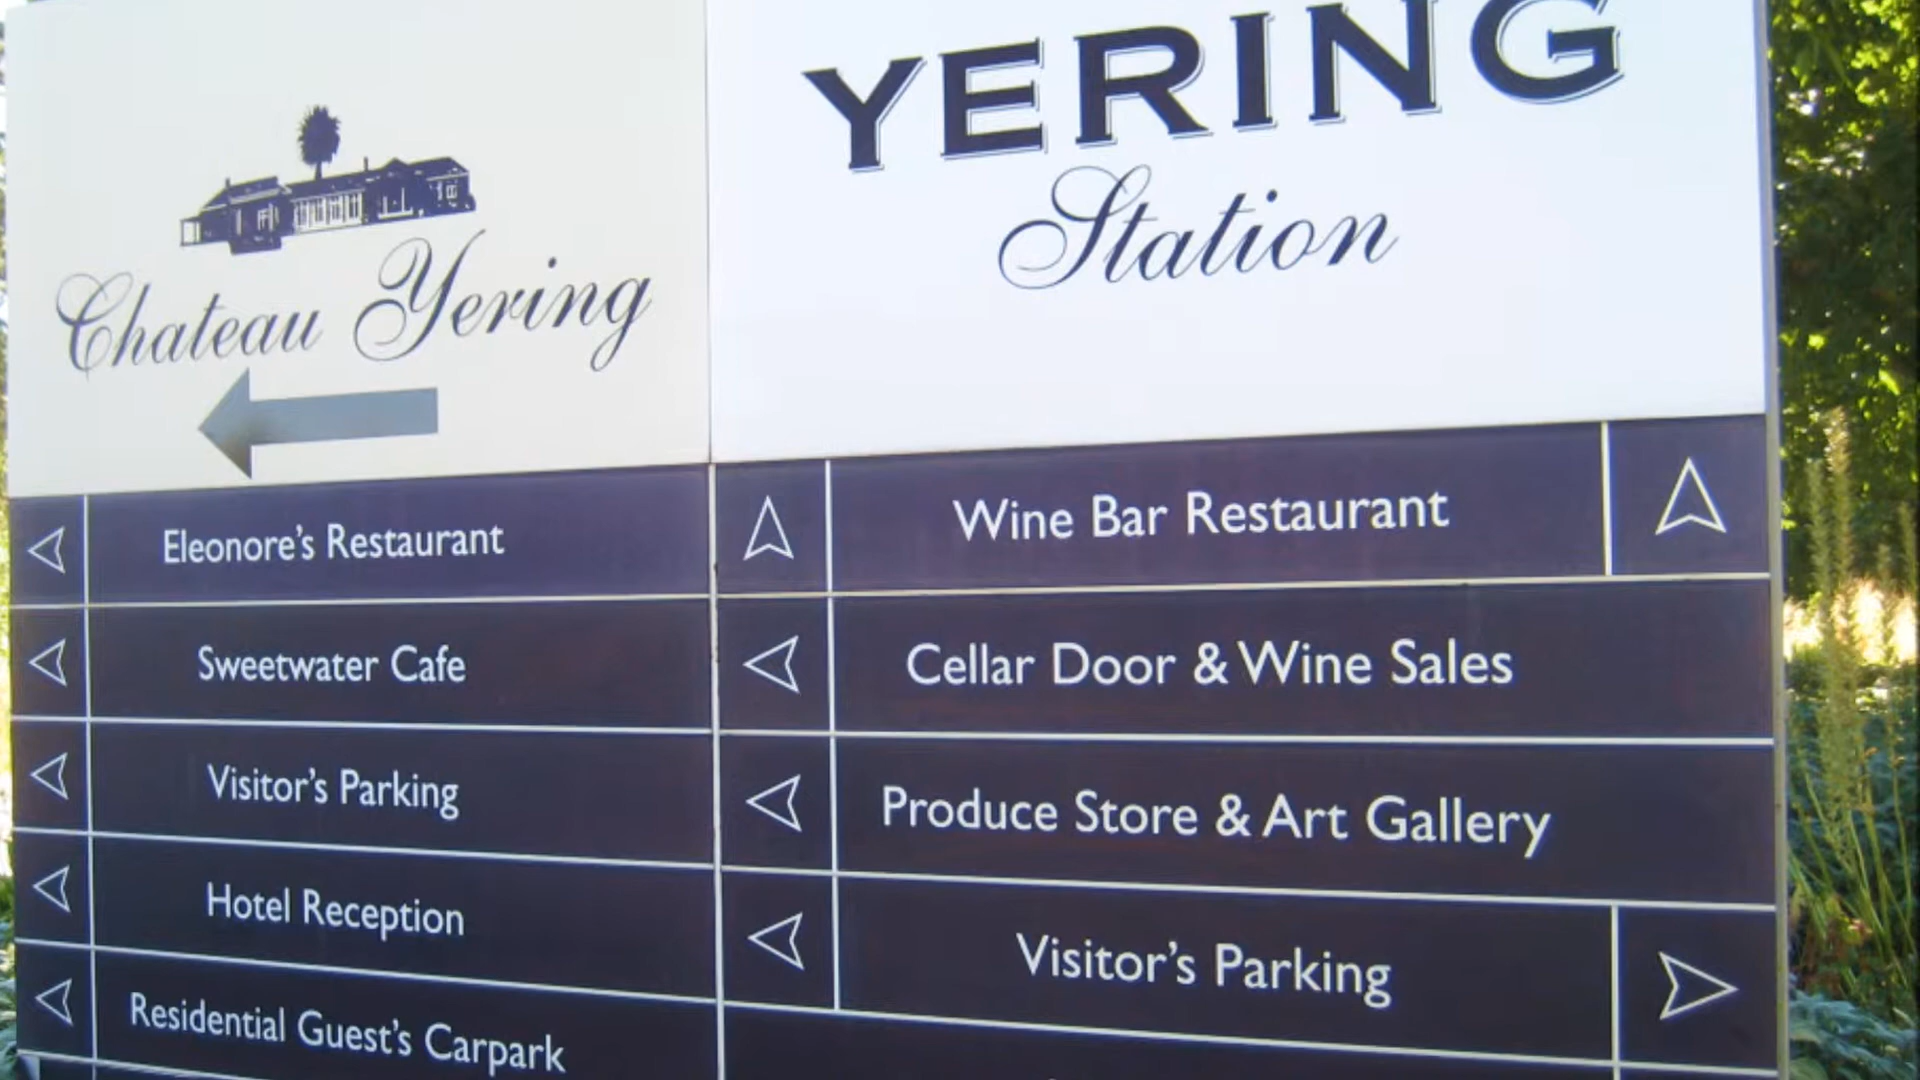 Chateau Yering
Eleonore's Restaurant
Sweetwater Cafe
Visitor's Parking
Hotel Reception
Residential Guest's Carpark
YERING
Station
Wine Bar Restaurant
Cellar Door & Wine Sales
Produce Store & Art Gallery
Visitor's Parking